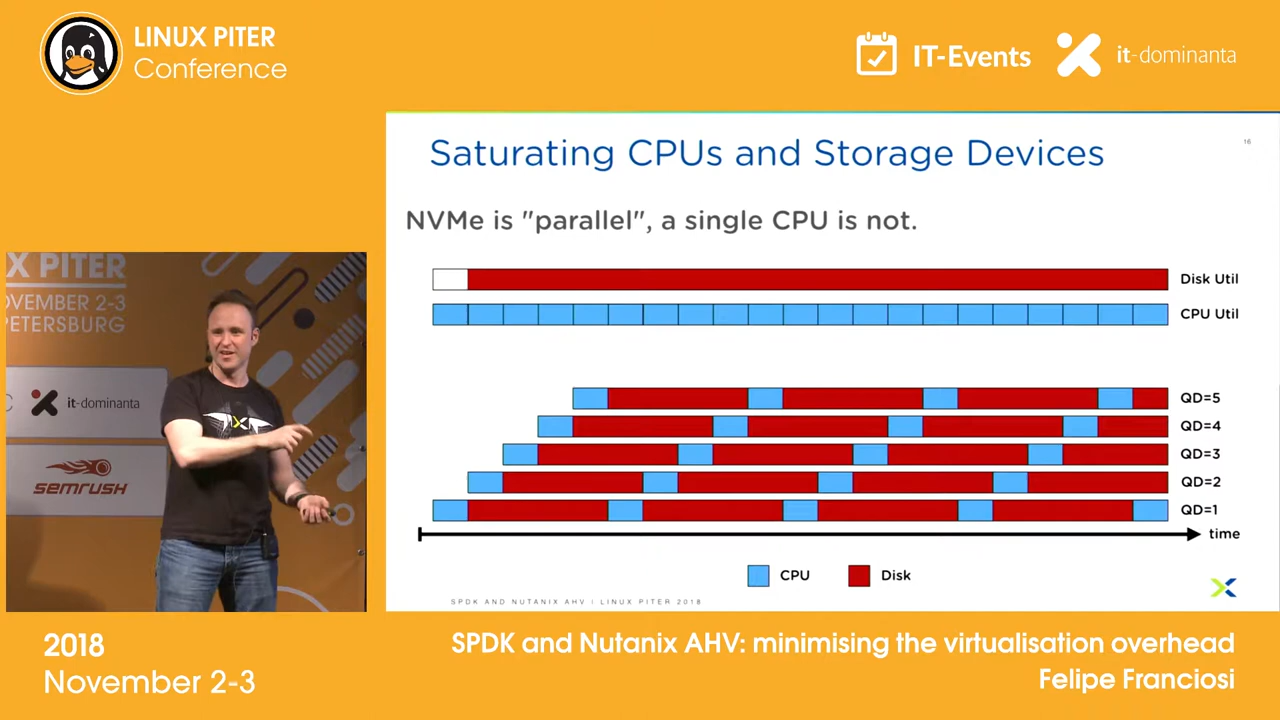 LINUX PITER
Conference
IT-Events
it-dominanta
Saturating CPUs and Storage Devices
16
NVMe is "parallel", a single CPU is not.
Disk Util
CPU Util
QD=5
QD=4
QD=3
QD=2
QD=1
time
CPU
Disk
SPDK AND NUTANIX AHV | LINUX PITER 2018
X PITER
OVEMBER 2-3
PETERSBURG
C
it-dominanta
semrush
2018
November 2-3
SPDK and Nutanix AHV: minimising the virtualisation overhead
Felipe Franciosi